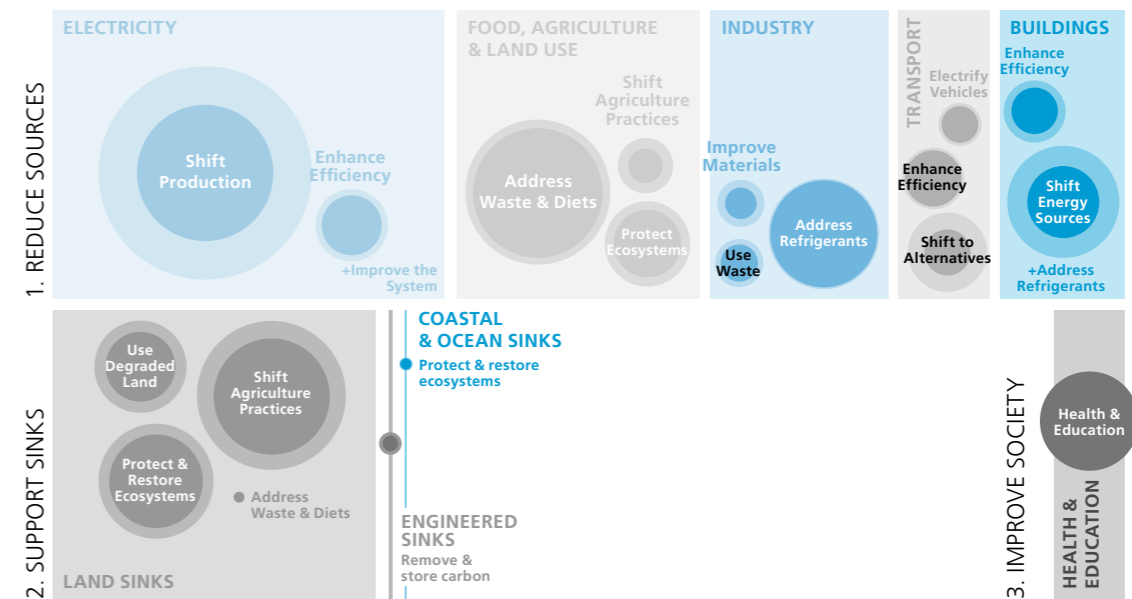 1. REDUCE SOURCES
ELECTRICITY
Shift
Production
Enhance
Efficiency
+Improve the
System
FOOD, AGRICULTURE
& LAND USE
Shift
Agriculture
Practices
Address
Waste & Diets
Protect
Ecosystems
INDUSTRY
Improve
Materials
Address
Refrigerants
Use
Waste
TRANSPORT
Electrify
Vehicles
Enhance
Efficiency
Shift to
Alternatives
BUILDINGS
Enhance
Efficiency
Shift
Energy
Sources
+Address
Refrigerants
2. SUPPORT SINKS
Use
Degraded
Land
Shift
Agriculture
Practices
Protect &
Restore
Ecosystems
Address
Waste & Diets
LAND SINKS
COASTAL
& OCEAN SINKS
Protect & restore
ecosystems
ENGINEERED
SINKS
Remove &
store carbon
3. IMPROVE SOCIETY
Health &
Education
HEALTH &
EDUCATION